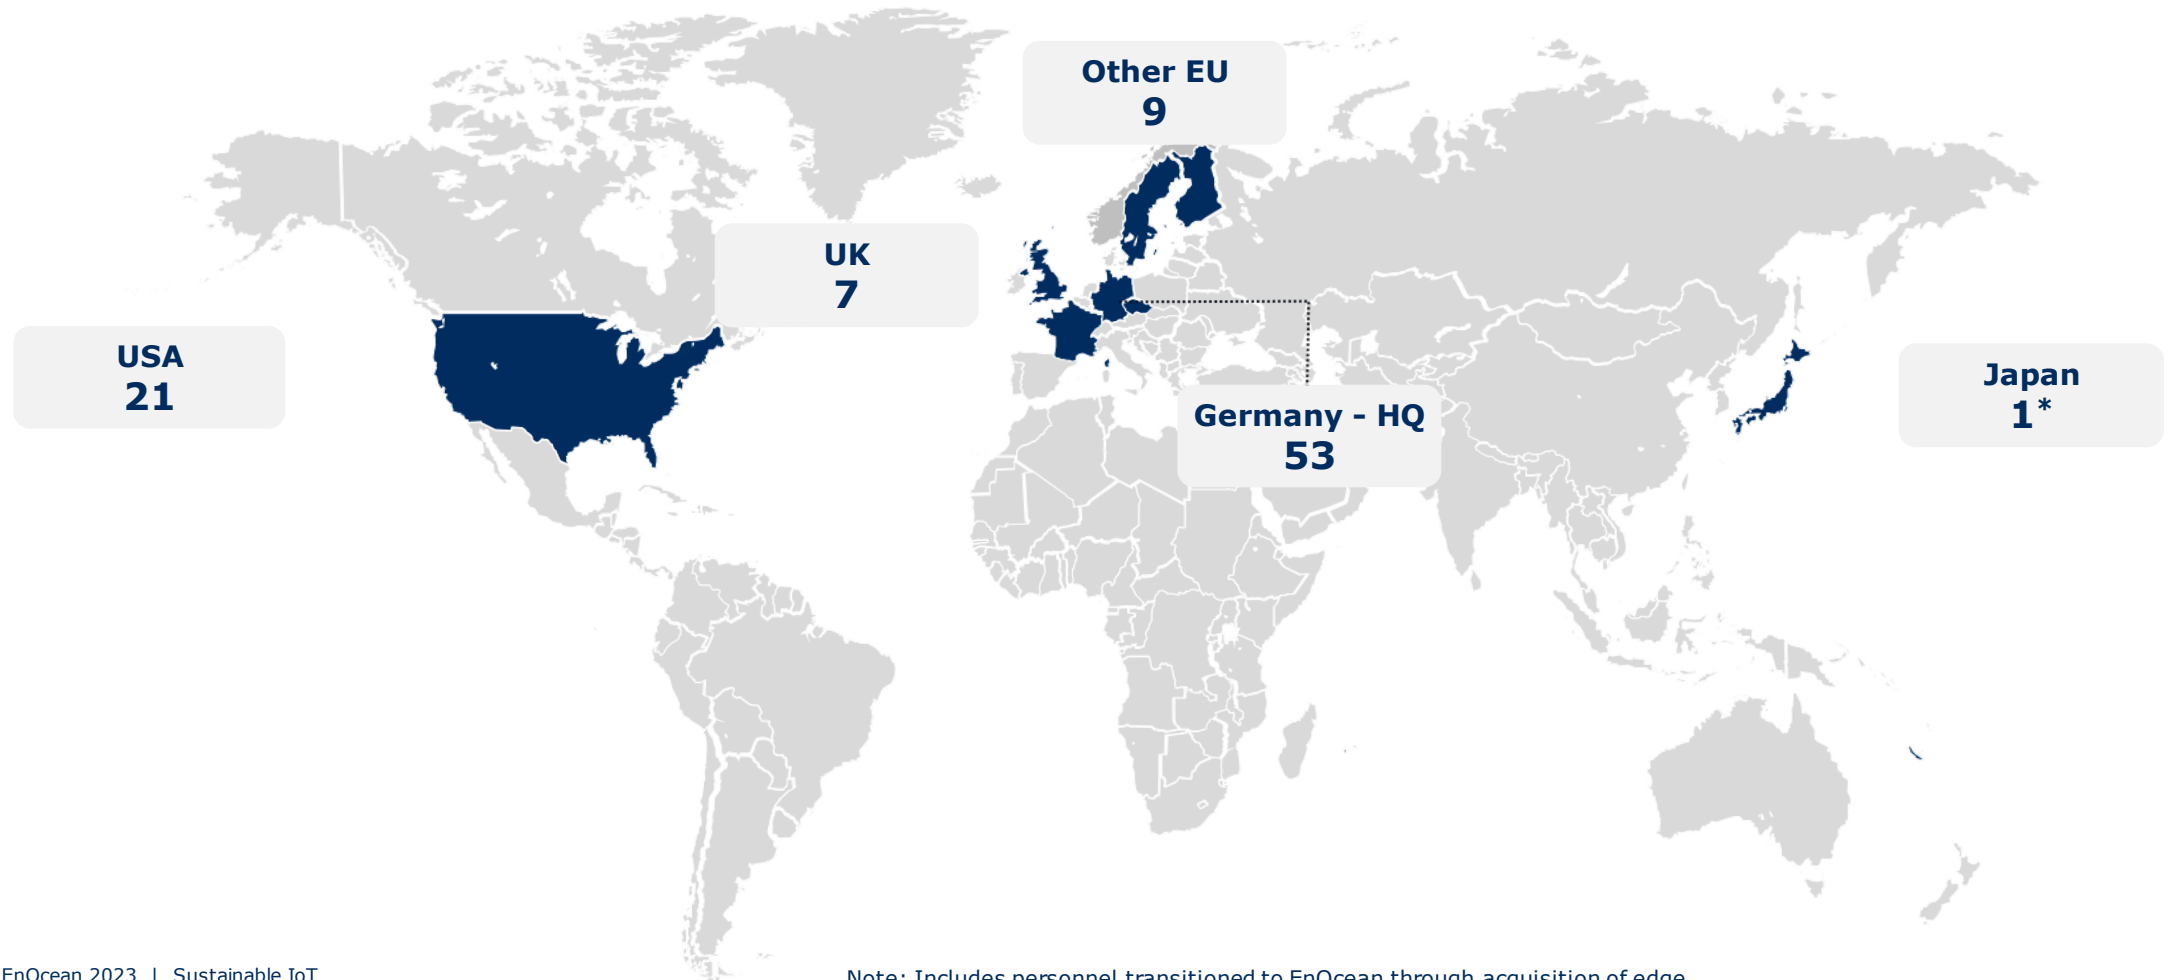 Other EU
9
UK
7
USA
21
Japan
1*
Germany - HQ
53
EnOcean 2023 | Sustainable IoT
Note: Includes personnel transitioned to EnOcean through acquisition of edge